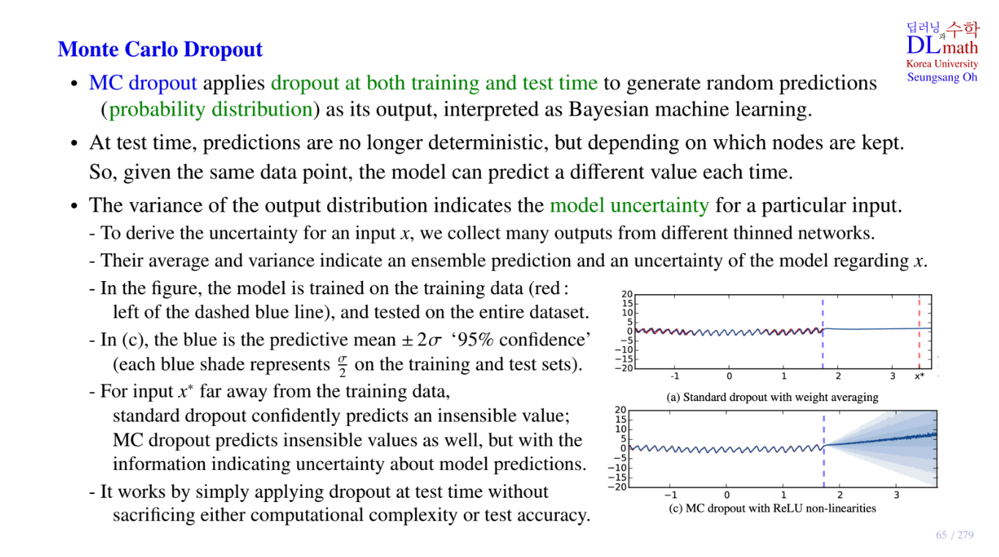 Monte Carlo Dropout
딥러닝과 수학
DL math
Korea University
Seungsang Oh
• MC dropout applies dropout at both training and test time to generate random predictions
(probability distribution) as its output, interpreted as Bayesian machine learning.
• At test time, predictions are no longer deterministic, but depending on which nodes are kept.
So, given the same data point, the model can predict a different value each time.
• The variance of the output distribution indicates the model uncertainty for a particular input.
- To derive the uncertainty for an input x, we collect many outputs from different thinned networks.
- Their average and variance indicate an ensemble prediction and an uncertainty of the model regarding x.
- In the figure, the model is trained on the training data (red :
left of the dashed blue line), and tested on the entire dataset.
- In (c), the blue is the predictive mean ± 2σ ‘95% confidence’
(each blue shade represents σ/2 on the training and test sets).
- For input x* far away from the training data,
standard dropout confidently predicts an insensible value;
MC dropout predicts insensible values as well, but with the
information indicating uncertainty about model predictions.
- It works by simply applying dropout at test time without
sacrificing either computational complexity or test accuracy.
20
15
10
5
0
−5
−10
−15
−20
-1 0 1 2 3 x*
(a) Standard dropout with weight averaging
20
15
10
5
0
−5
−10
−15
−20
−1 0 1 2 3
(c) MC dropout with ReLU non-linearities
65 / 279